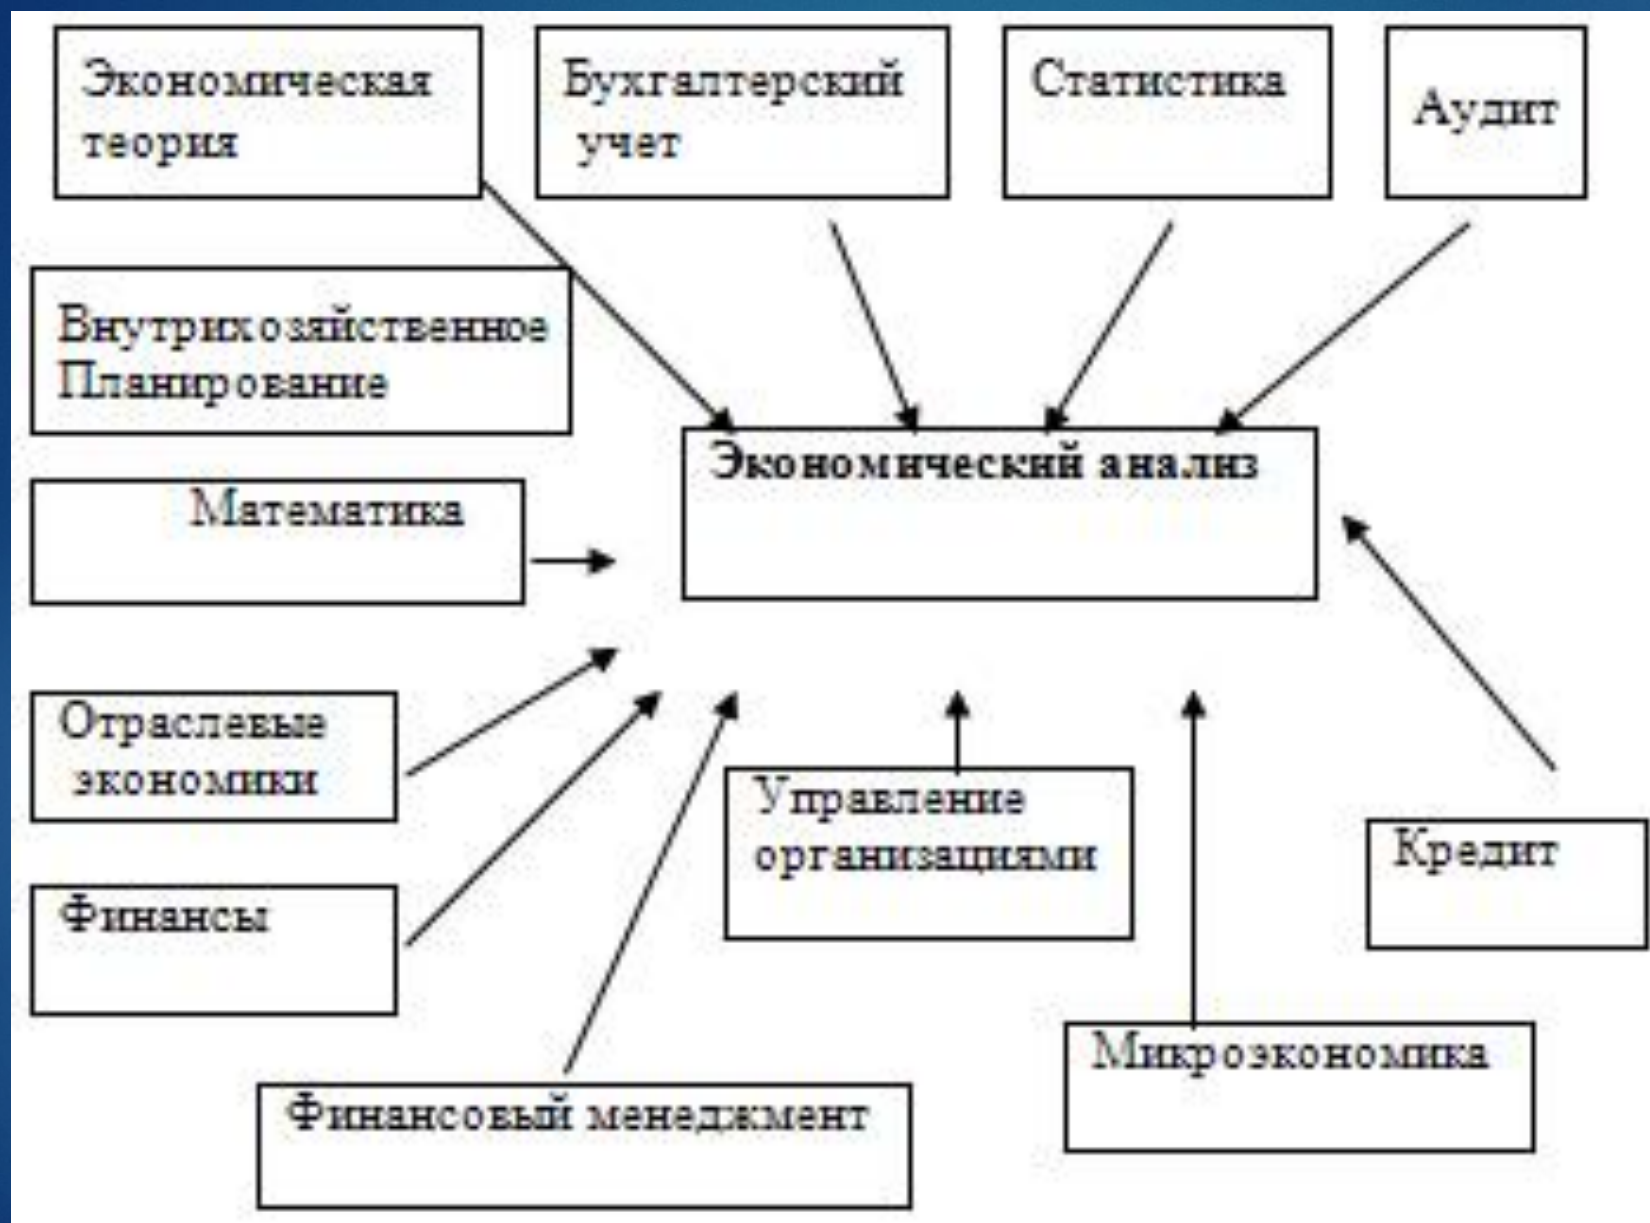 Экономическая
теория
Бухгалтерский
учет
Статистика
Аудит
Внутрихозяйственное
Планирование
Экономический анализ
Математика
Отраслевые
экономики
Управление
организациями
Кредит
Финансы
Микроэкономика
Финансовый менеджмент